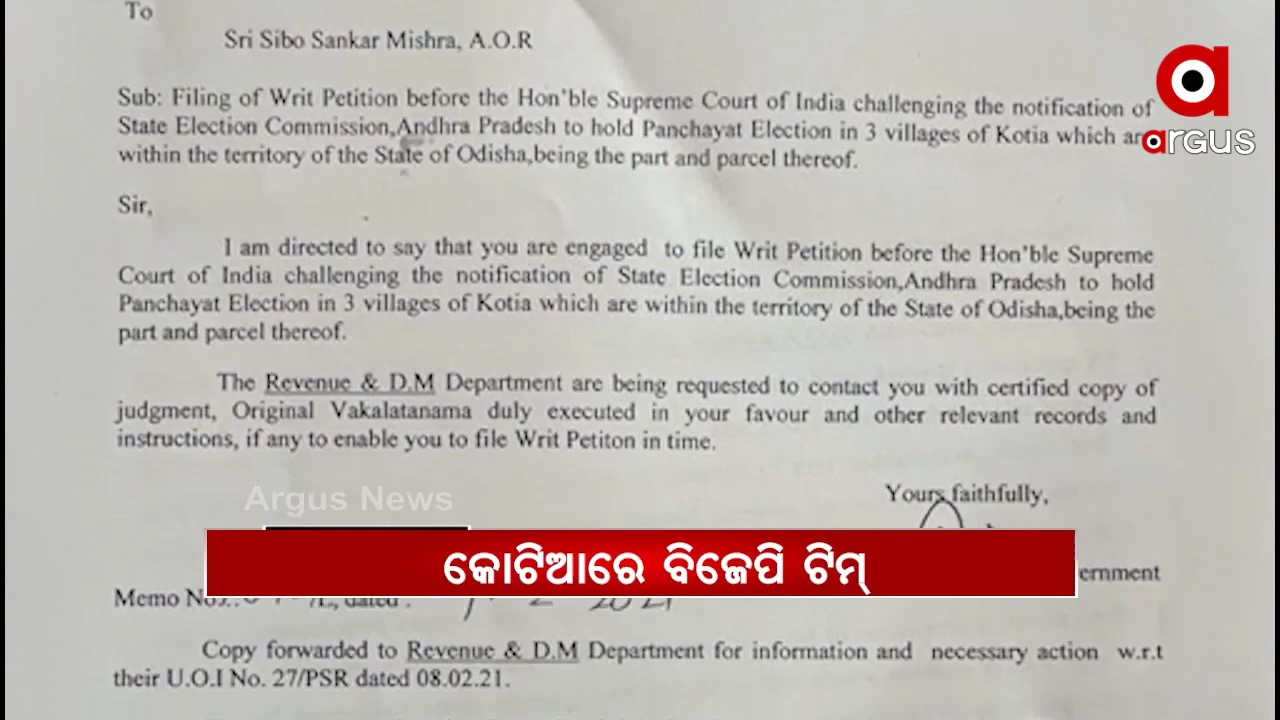 To
Sri Sibo Sankar Mishra, A.O.R
Sub: Filing of Writ Petition before the Hon'ble Supreme Court of India challenging the notification of
State Election Commission,Andhra Pradesh to hold Panchayat Election in 3 villages of Kotia which are
within the territory of the State of Odisha,being the part and parcel thereof.
argus
Sir,
I am directed to say that you are engaged to file Writ Petition before the Hon'ble Supreme
Court of India challenging the notification of State Election Commission,Andhra Pradesh to hold
Panchayat Election in 3 villages of Kotia which are within the territory of the State of Odisha,being the
part and parcel thereof.
The Revenue & D.M Department are being requested to contact you with certified copy of
judgment, Original Vakalatanama duly executed in your favour and other relevant records and
instructions, if any to enable you to file Writ Petiton in time.
Yours faithfully,
Argus News
କୋଟିଆରେ ବିଜେପି ଟିମ୍
Memo No. dated
Copy forwarded to Revenue & D.M Department for information and necessary action w.r.t
their U.O.I No. 27/PSR dated 08.02.21.